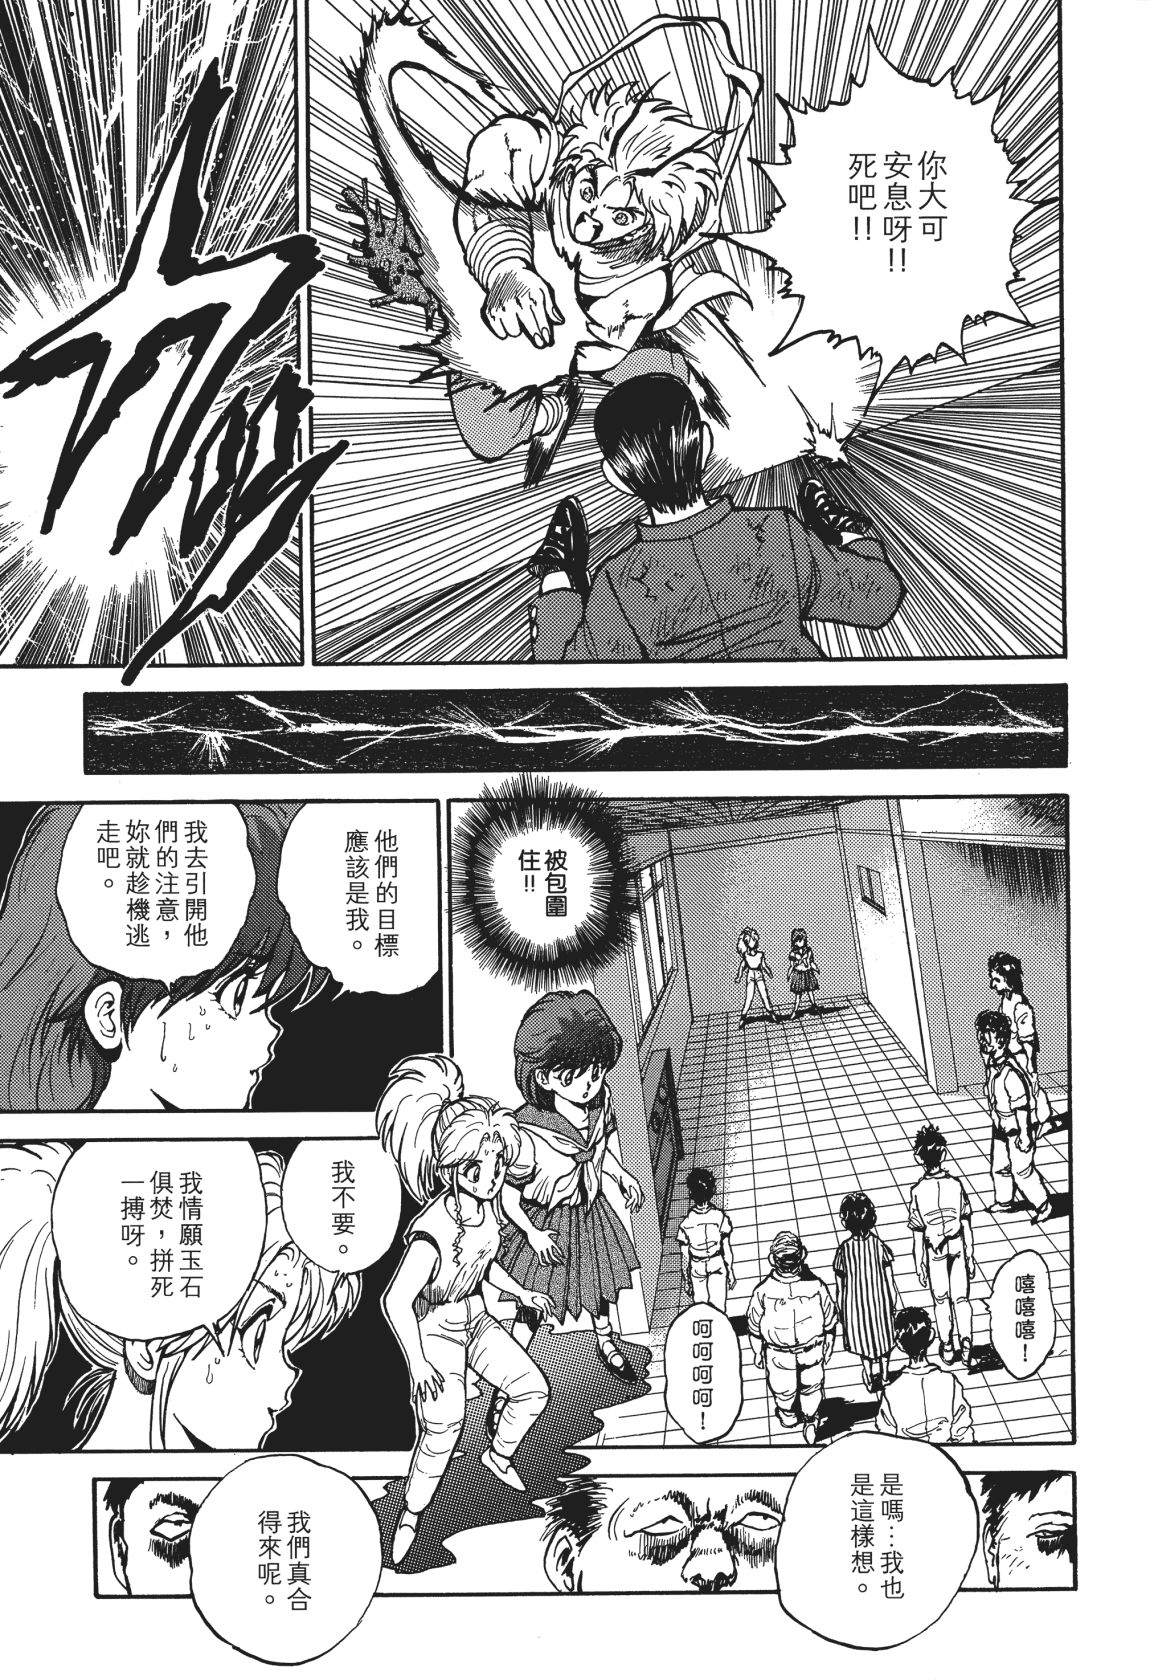 你大可
安息呀!!
死吧!!
被包圍
住!!
嘻嘻嘻!
呵呵呵呵!
他們的目標
應該是我。
我去引開他
們的注意，
妳就趁機逃
走吧。
我不要。
我情願玉石
俱焚，拼死
一搏呀。
是嗎…我也
是這樣想。
我們真合
得來呢。